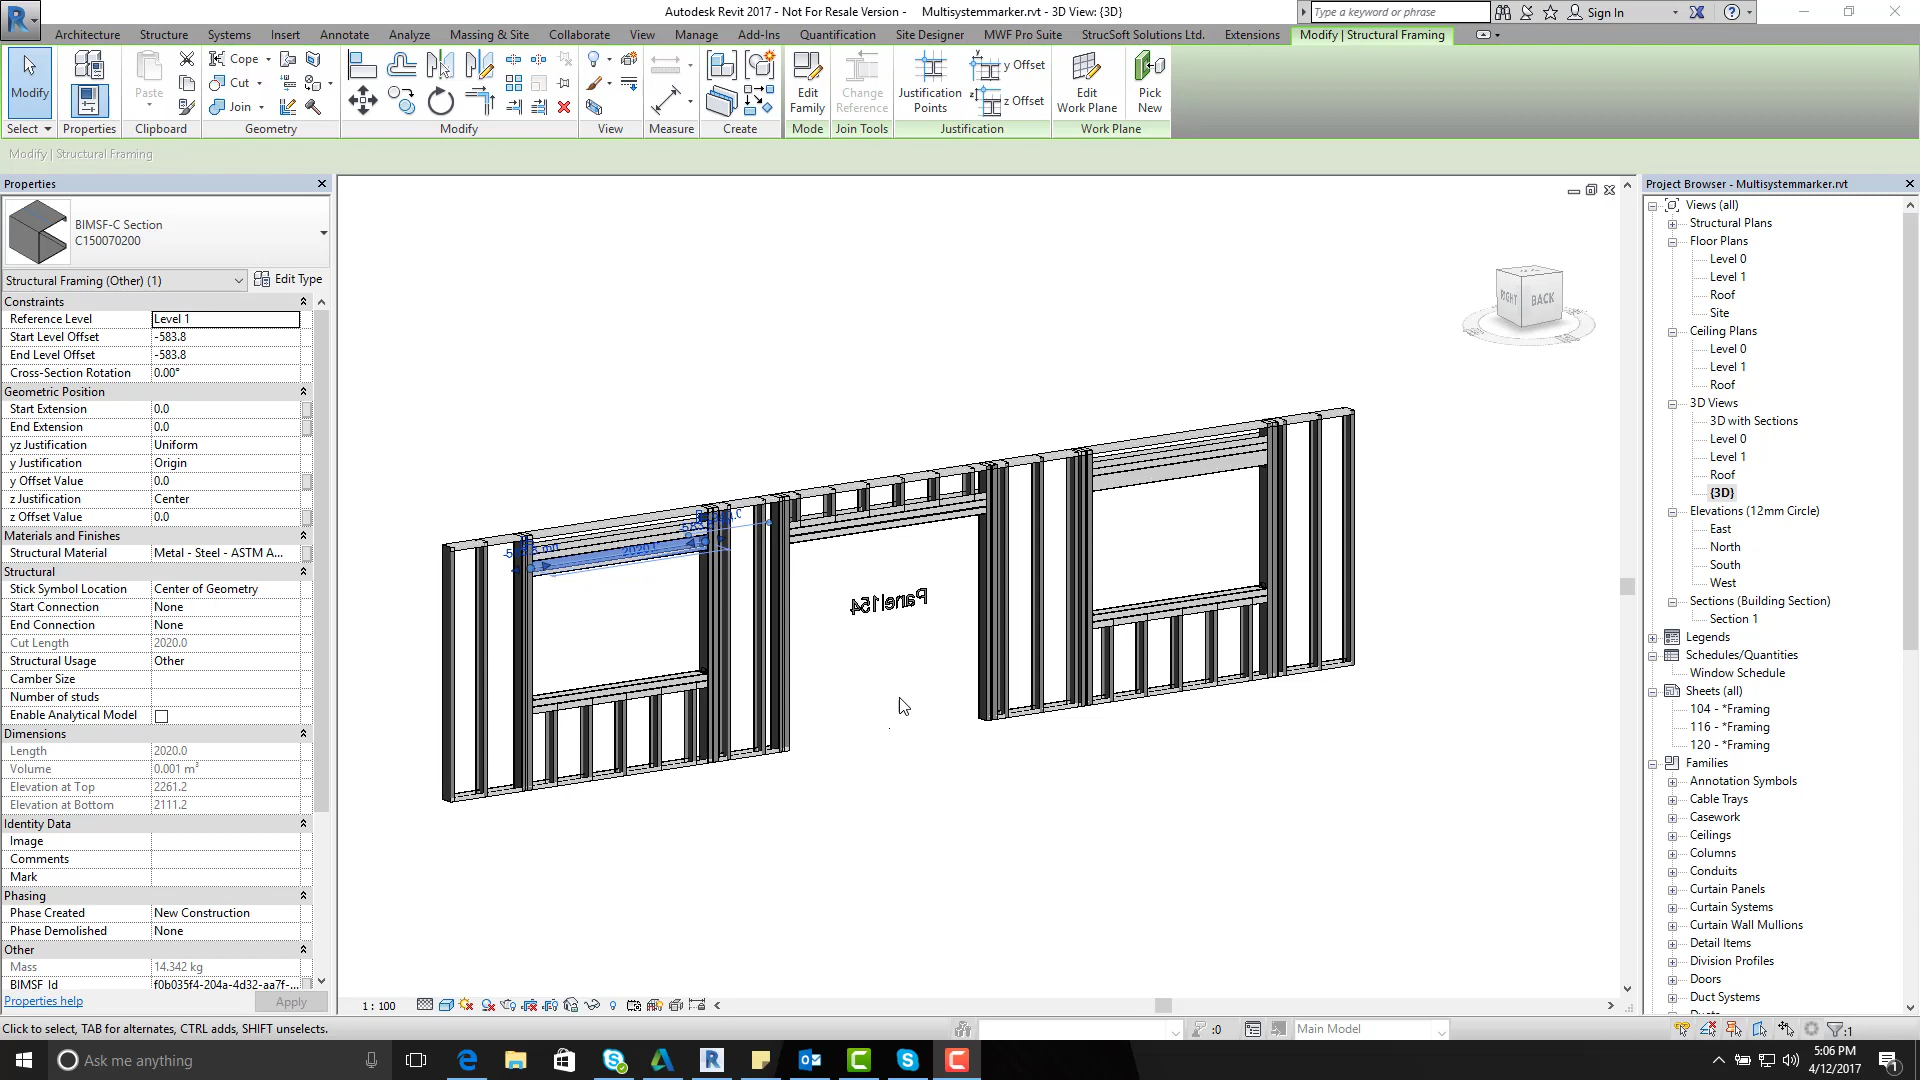 Autodesk Revit 2017 - Not For Resale Version - Multisystemmarker.rvt - 3D View: {3D}
Type a keyword or phrase
Sign In
Architecture Structure Systems Insert Annotate Analyze Massing & Site Collaborate View Manage Add-Ins Quantification Site Designer MWF Pro Suite StrucSoft Solutions Ltd. Extensions Modify | Structural Framing
Modify
Properties
Paste
Cope
Cut
Join
Edit Family
Change Reference
Justification Points
y Offset
z Offset
Edit Work Plane
Pick New
Select Properties Clipboard Geometry Modify View Measure Create Mode Join Tools Justification Work Plane
Modify | Structural Framing
Properties
BIMSF-C Section
C150070200
Structural Framing (Other) (1)
Edit Type
Constraints
Reference Level Level 1
Start Level Offset -583.8
End Level Offset -583.8
Cross-Section Rotation 0.00°
Geometric Position
Start Extension 0.0
End Extension 0.0
yz Justification Uniform
y Justification Origin
y Offset Value 0.0
z Justification Center
z Offset Value 0.0
Materials and Finishes
Structural Material Metal - Steel - ASTM A...
Structural
Stick Symbol Location Center of Geometry
Start Connection None
End Connection None
Cut Length 2020.0
Structural Usage Other
Camber Size
Number of studs
Enable Analytical Model
Dimensions
Length 2020.0
Volume 0.001 m³
Elevation at Top 2261.2
Elevation at Bottom 2111.2
Identity Data
Image
Comments
Mark
Phasing
Phase Created New Construction
Phase Demolished None
Other
Mass 14.342 kg
BIMSF_Id f0b035f4-204a-4d32-aa7f-...
Properties help
Apply
RIGHT BACK
Panel154
1 : 100
Project Browser - Multisystemmarker.rvt
Views (all)
Structural Plans
Floor Plans
Level 0
Level 1
Roof
Site
Ceiling Plans
Level 0
Level 1
Roof
3D Views
3D with Sections
Level 0
Level 1
Roof
{3D}
Elevations (12mm Circle)
East
North
South
West
Sections (Building Section)
Section 1
Legends
Schedules/Quantities
Window Schedule
Sheets (all)
104 - *Framing
116 - *Framing
120 - *Framing
Families
Annotation Symbols
Cable Trays
Casework
Ceilings
Columns
Conduits
Curtain Panels
Curtain Systems
Curtain Wall Mullions
Detail Items
Division Profiles
Doors
Duct Systems
Click to select, TAB for alternates, CTRL adds, SHIFT unselects.
:0
Main Model
:1
Ask me anything
5:06 PM
4/12/2017